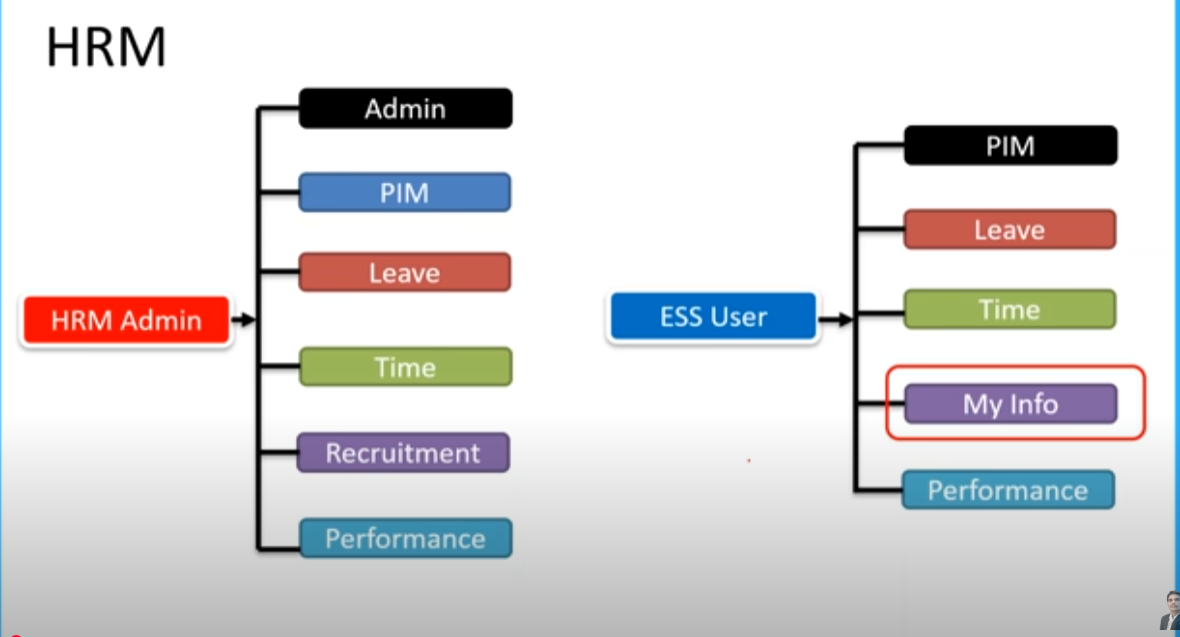 HRM
HRM Admin
Admin
PIM
Leave
Time
Recruitment
Performance
ESS User
PIM
Leave
Time
My Info
Performance